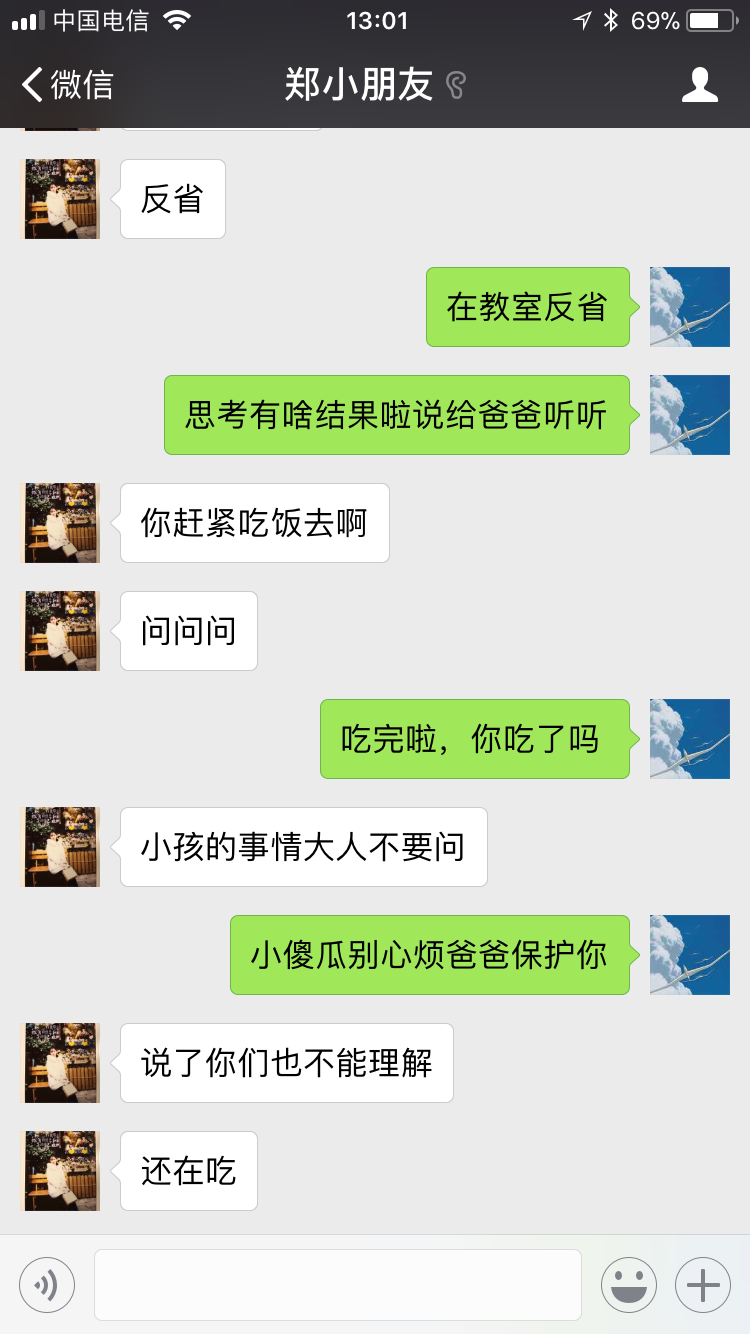 中国电信
13:01
69%
微信
郑小朋友
反省
在教室反省
思考有啥结果啦说给爸爸听听
你赶紧吃饭去啊
问问问
吃完啦，你吃了吗
小孩的事情大人不要问
小傻瓜别心烦爸爸保护你
说了你们也不能理解
还在吃